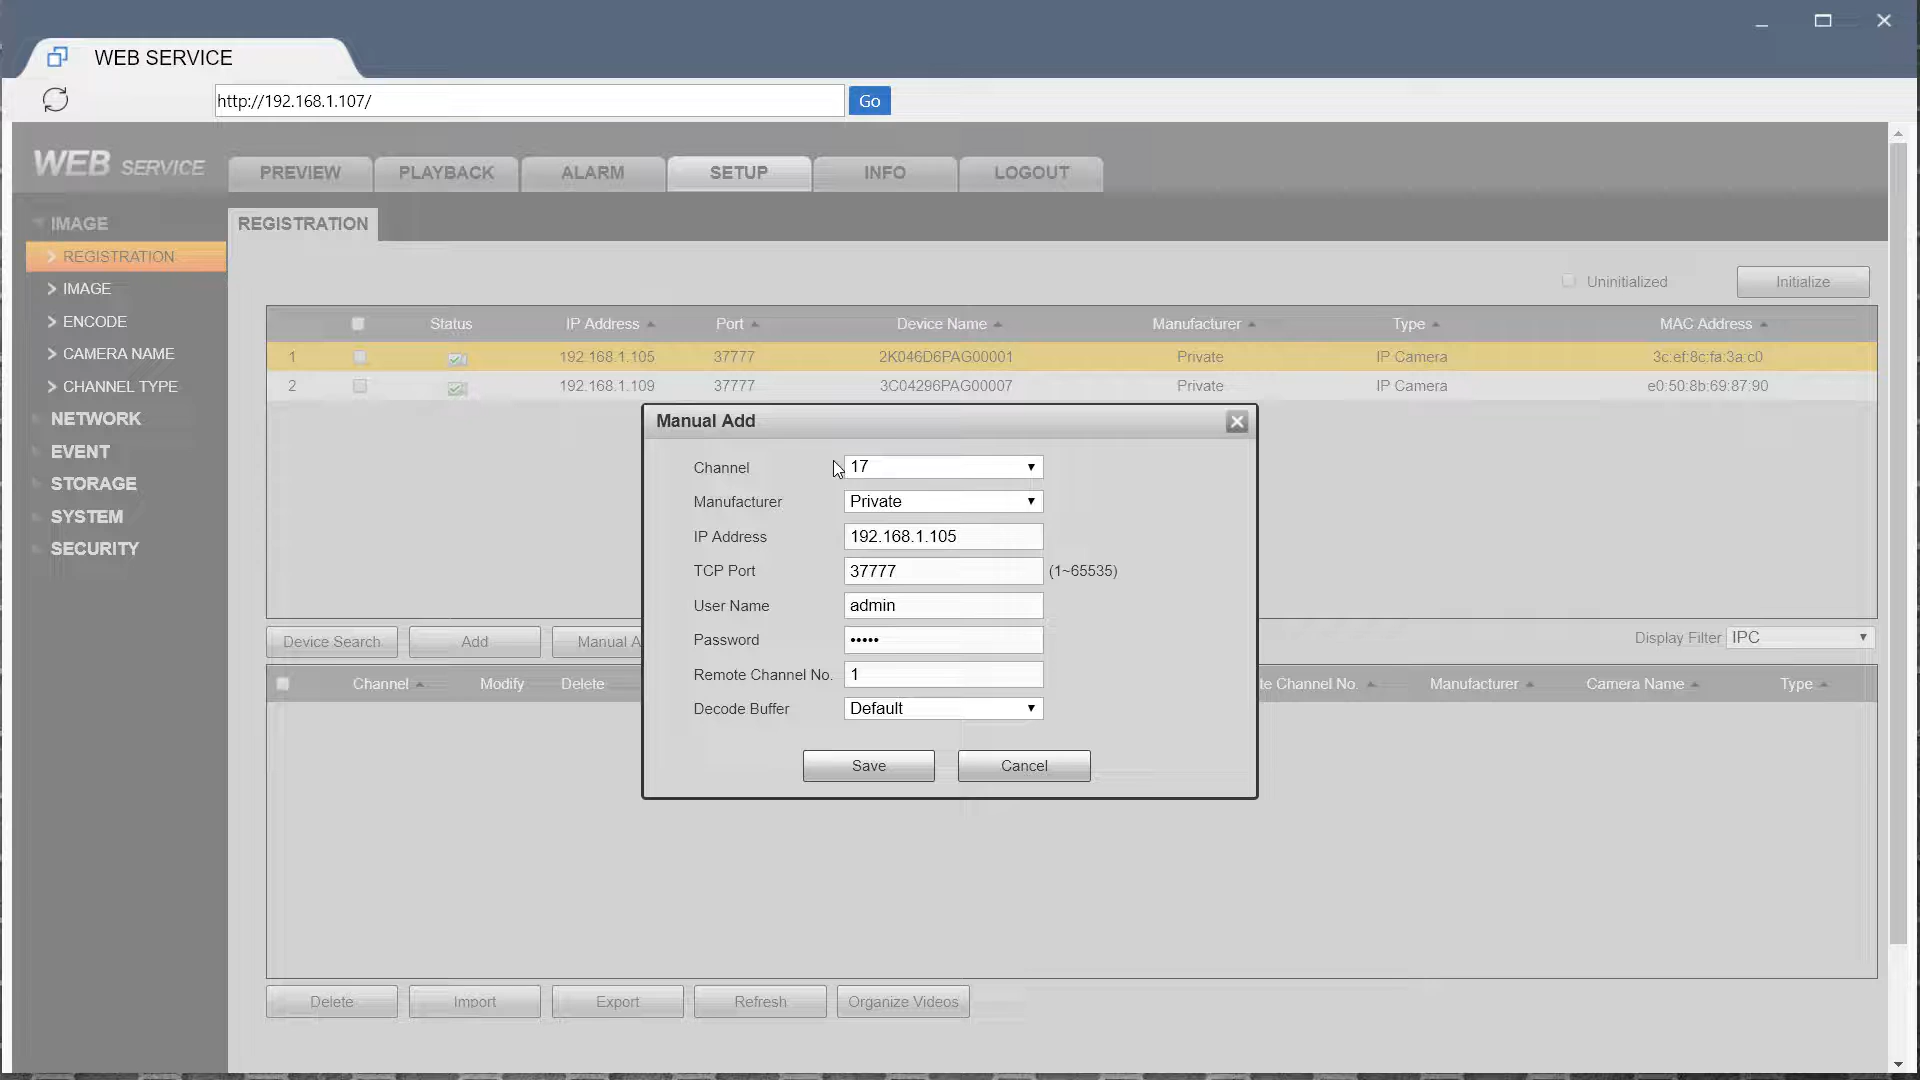 WEB SERVICE
http://192.168.1.107/ Go
WEB SERVICE PREVIEW PLAYBACK ALARM SETUP INFO LOGOUT
IMAGE
REGISTRATION
IMAGE
ENCODE
CAMERA NAME
CHANNEL TYPE
NETWORK
EVENT
STORAGE
SYSTEM
SECURITY
REGISTRATION
Uninitialized Initialize
Status IP Address Port Device Name Manufacturer Type MAC Address
1 192.168.1.105 37777 2K046D6PAG00001 Private IP Camera 3c:ef:8c:fa:3a:c0
2 192.168.1.109 37777 3C04296PAG00007 Private IP Camera e0:50:8b:69:87:90
Manual Add
Channel 17
Manufacturer Private
IP Address 192.168.1.105
TCP Port 37777 (1~65535)
User Name admin
Password •••••
Remote Channel No. 1
Decode Buffer Default
Save Cancel
Device Search Add Manual A Display Filter IPC
Channel Modify Delete te Channel No. Manufacturer Camera Name Type
Delete Import Export Refresh Organize Videos